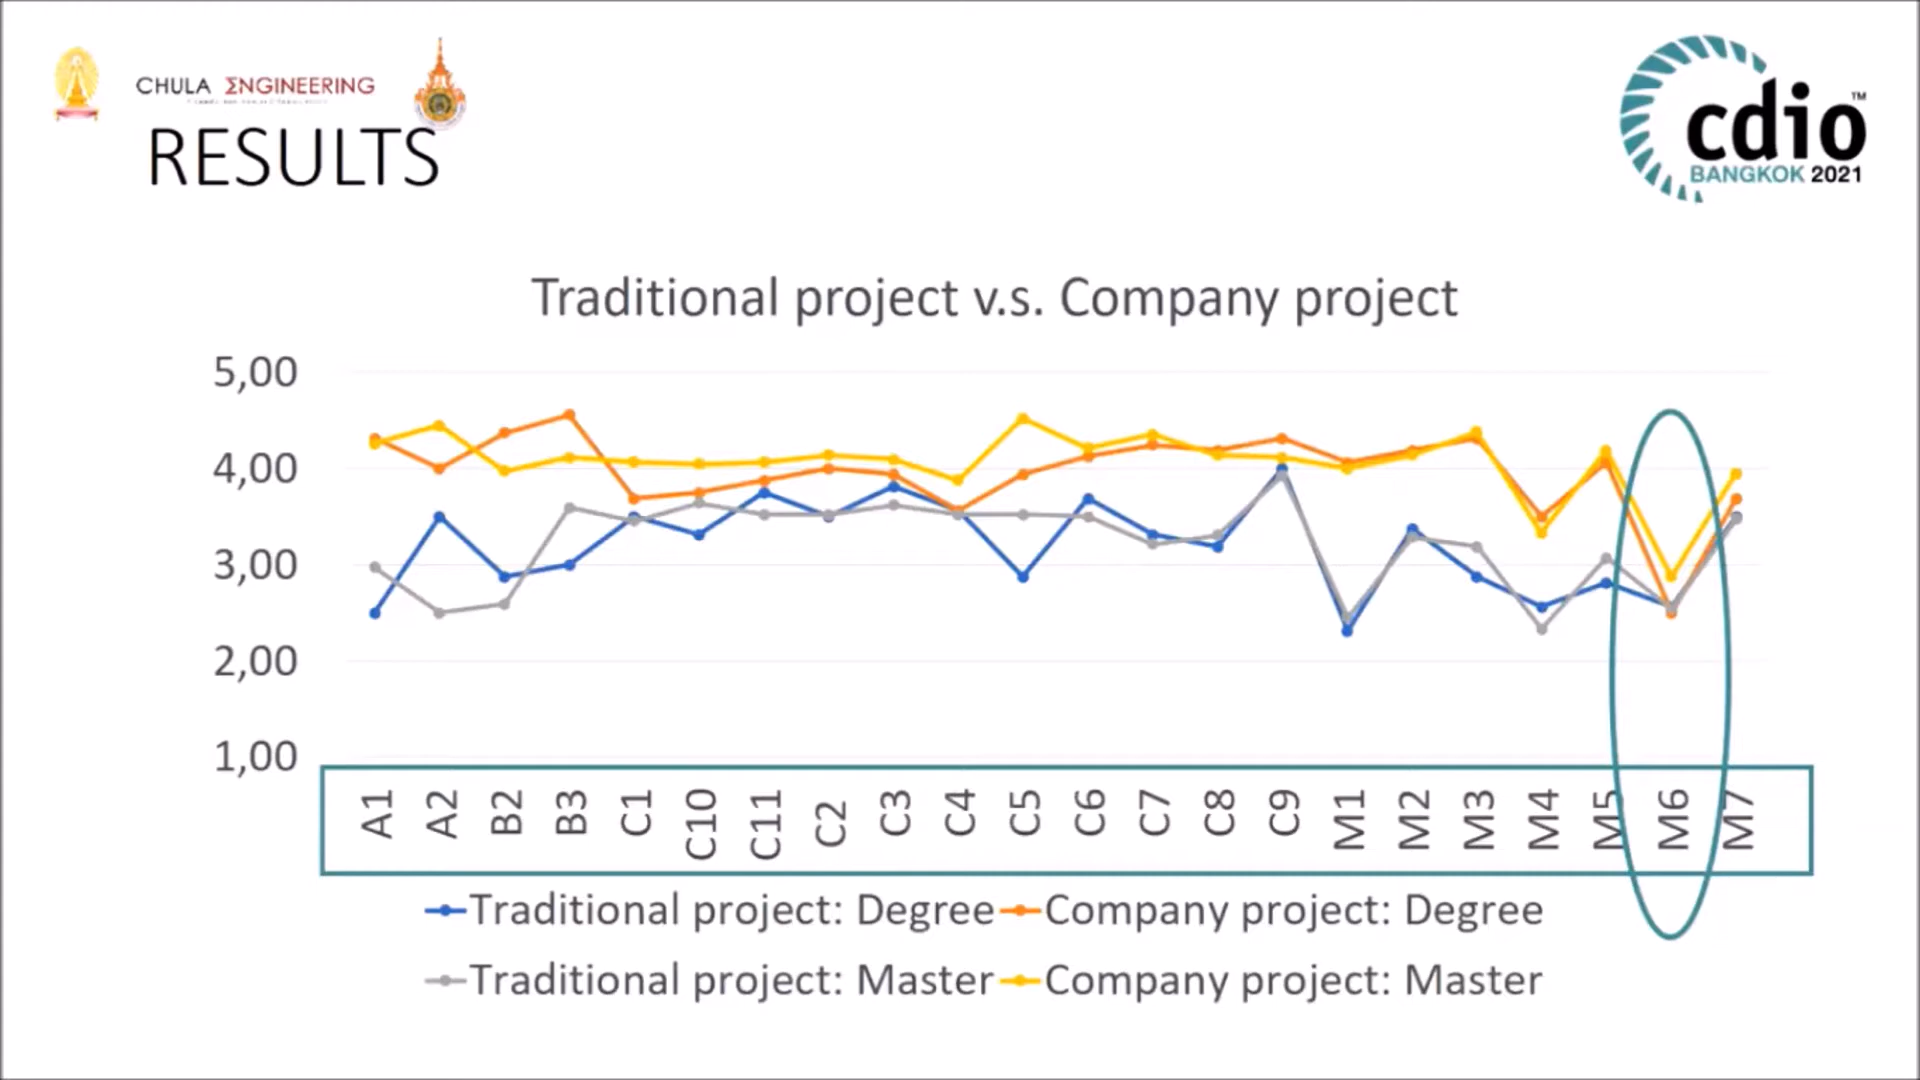 CHULA ΣNGINEERING
RESULTS
cdio™
BANGKOK 2021
Traditional project v.s. Company project
5,00
4,00
3,00
2,00
1,00
A1 A2 B2 B3 C1 C10 C11 C2 C3 C4 C5 C6 C7 C8 C9 M1 M2 M3 M4 M5 M6 M7
Traditional project: Degree Company project: Degree
Traditional project: Master Company project: Master